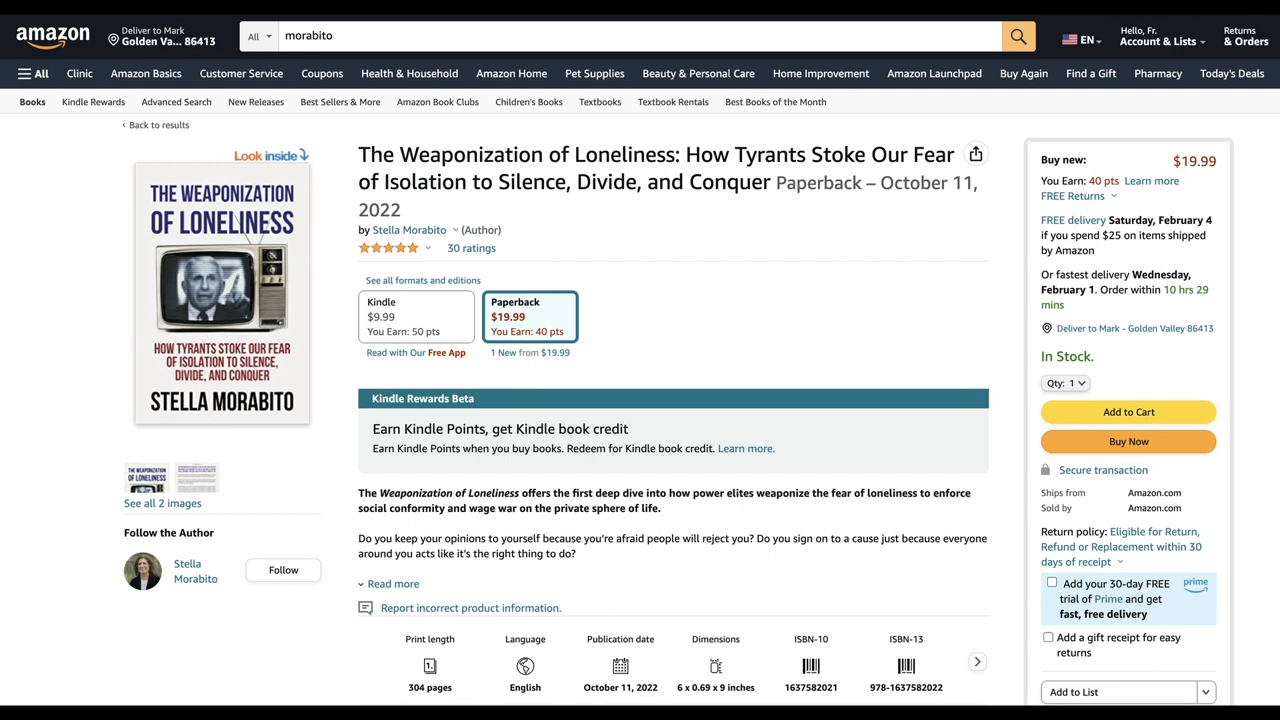 amazon
Deliver to Mark
Golden Va... 86413
All
morabito
EN
Hello, Fr.
Account & Lists
Returns
& Orders
All
Clinic
Amazon Basics
Customer Service
Coupons
Health & Household
Amazon Home
Pet Supplies
Beauty & Personal Care
Home Improvement
Amazon Launchpad
Buy Again
Find a Gift
Pharmacy
Today's Deals
Books
Kindle Rewards
Advanced Search
New Releases
Best Sellers & More
Amazon Book Clubs
Children's Books
Textbooks
Textbook Rentals
Best Books of the Month
‹ Back to results
Look inside
THE WEAPONIZATION
OF LONELINESS
HOW TYRANTS STOKE OUR FEAR
OF ISOLATION TO SILENCE,
DIVIDE, AND CONQUER
STELLA MORABITO
THE WEAPONIZATION
OF LONELINESS
See all 2 images
Follow the Author
Stella
Morabito
Follow
The Weaponization of Loneliness: How Tyrants Stoke Our Fear
of Isolation to Silence, Divide, and Conquer Paperback – October 11,
2022
by Stella Morabito (Author)
30 ratings
See all formats and editions
Kindle
$9.99
You Earn: 50 pts
Read with Our Free App
Paperback
$19.99
You Earn: 40 pts
1 New from $19.99
Kindle Rewards Beta
Earn Kindle Points, get Kindle book credit
Earn Kindle Points when you buy books. Redeem for Kindle book credit. Learn more.
The Weaponization of Loneliness offers the first deep dive into how power elites weaponize the fear of loneliness to enforce
social conformity and wage war on the private sphere of life.
Do you keep your opinions to yourself because you're afraid people will reject you? Do you sign on to a cause just because everyone
around you acts like it's the right thing to do?
Read more
Report incorrect product information.
Print length
1.
304 pages
Language
English
Publication date
October 11, 2022
Dimensions
6 x 0.69 x 9 inches
ISBN-10
1637582021
ISBN-13
978-1637582022
Buy new:
$19.99
You Earn: 40 pts Learn more
FREE Returns
FREE delivery Saturday, February 4
if you spend $25 on items shipped
by Amazon
Or fastest delivery Wednesday,
February 1. Order within 10 hrs 29
mins
Deliver to Mark - Golden Valley 86413
In Stock.
Qty: 1
Add to Cart
Buy Now
Secure transaction
Ships from Amazon.com
Sold by Amazon.com
Return policy: Eligible for Return,
Refund or Replacement within 30
days of receipt
Add your 30-day FREE
trial of Prime and get
fast, free delivery
prime
Add a gift receipt for easy
returns
Add to List